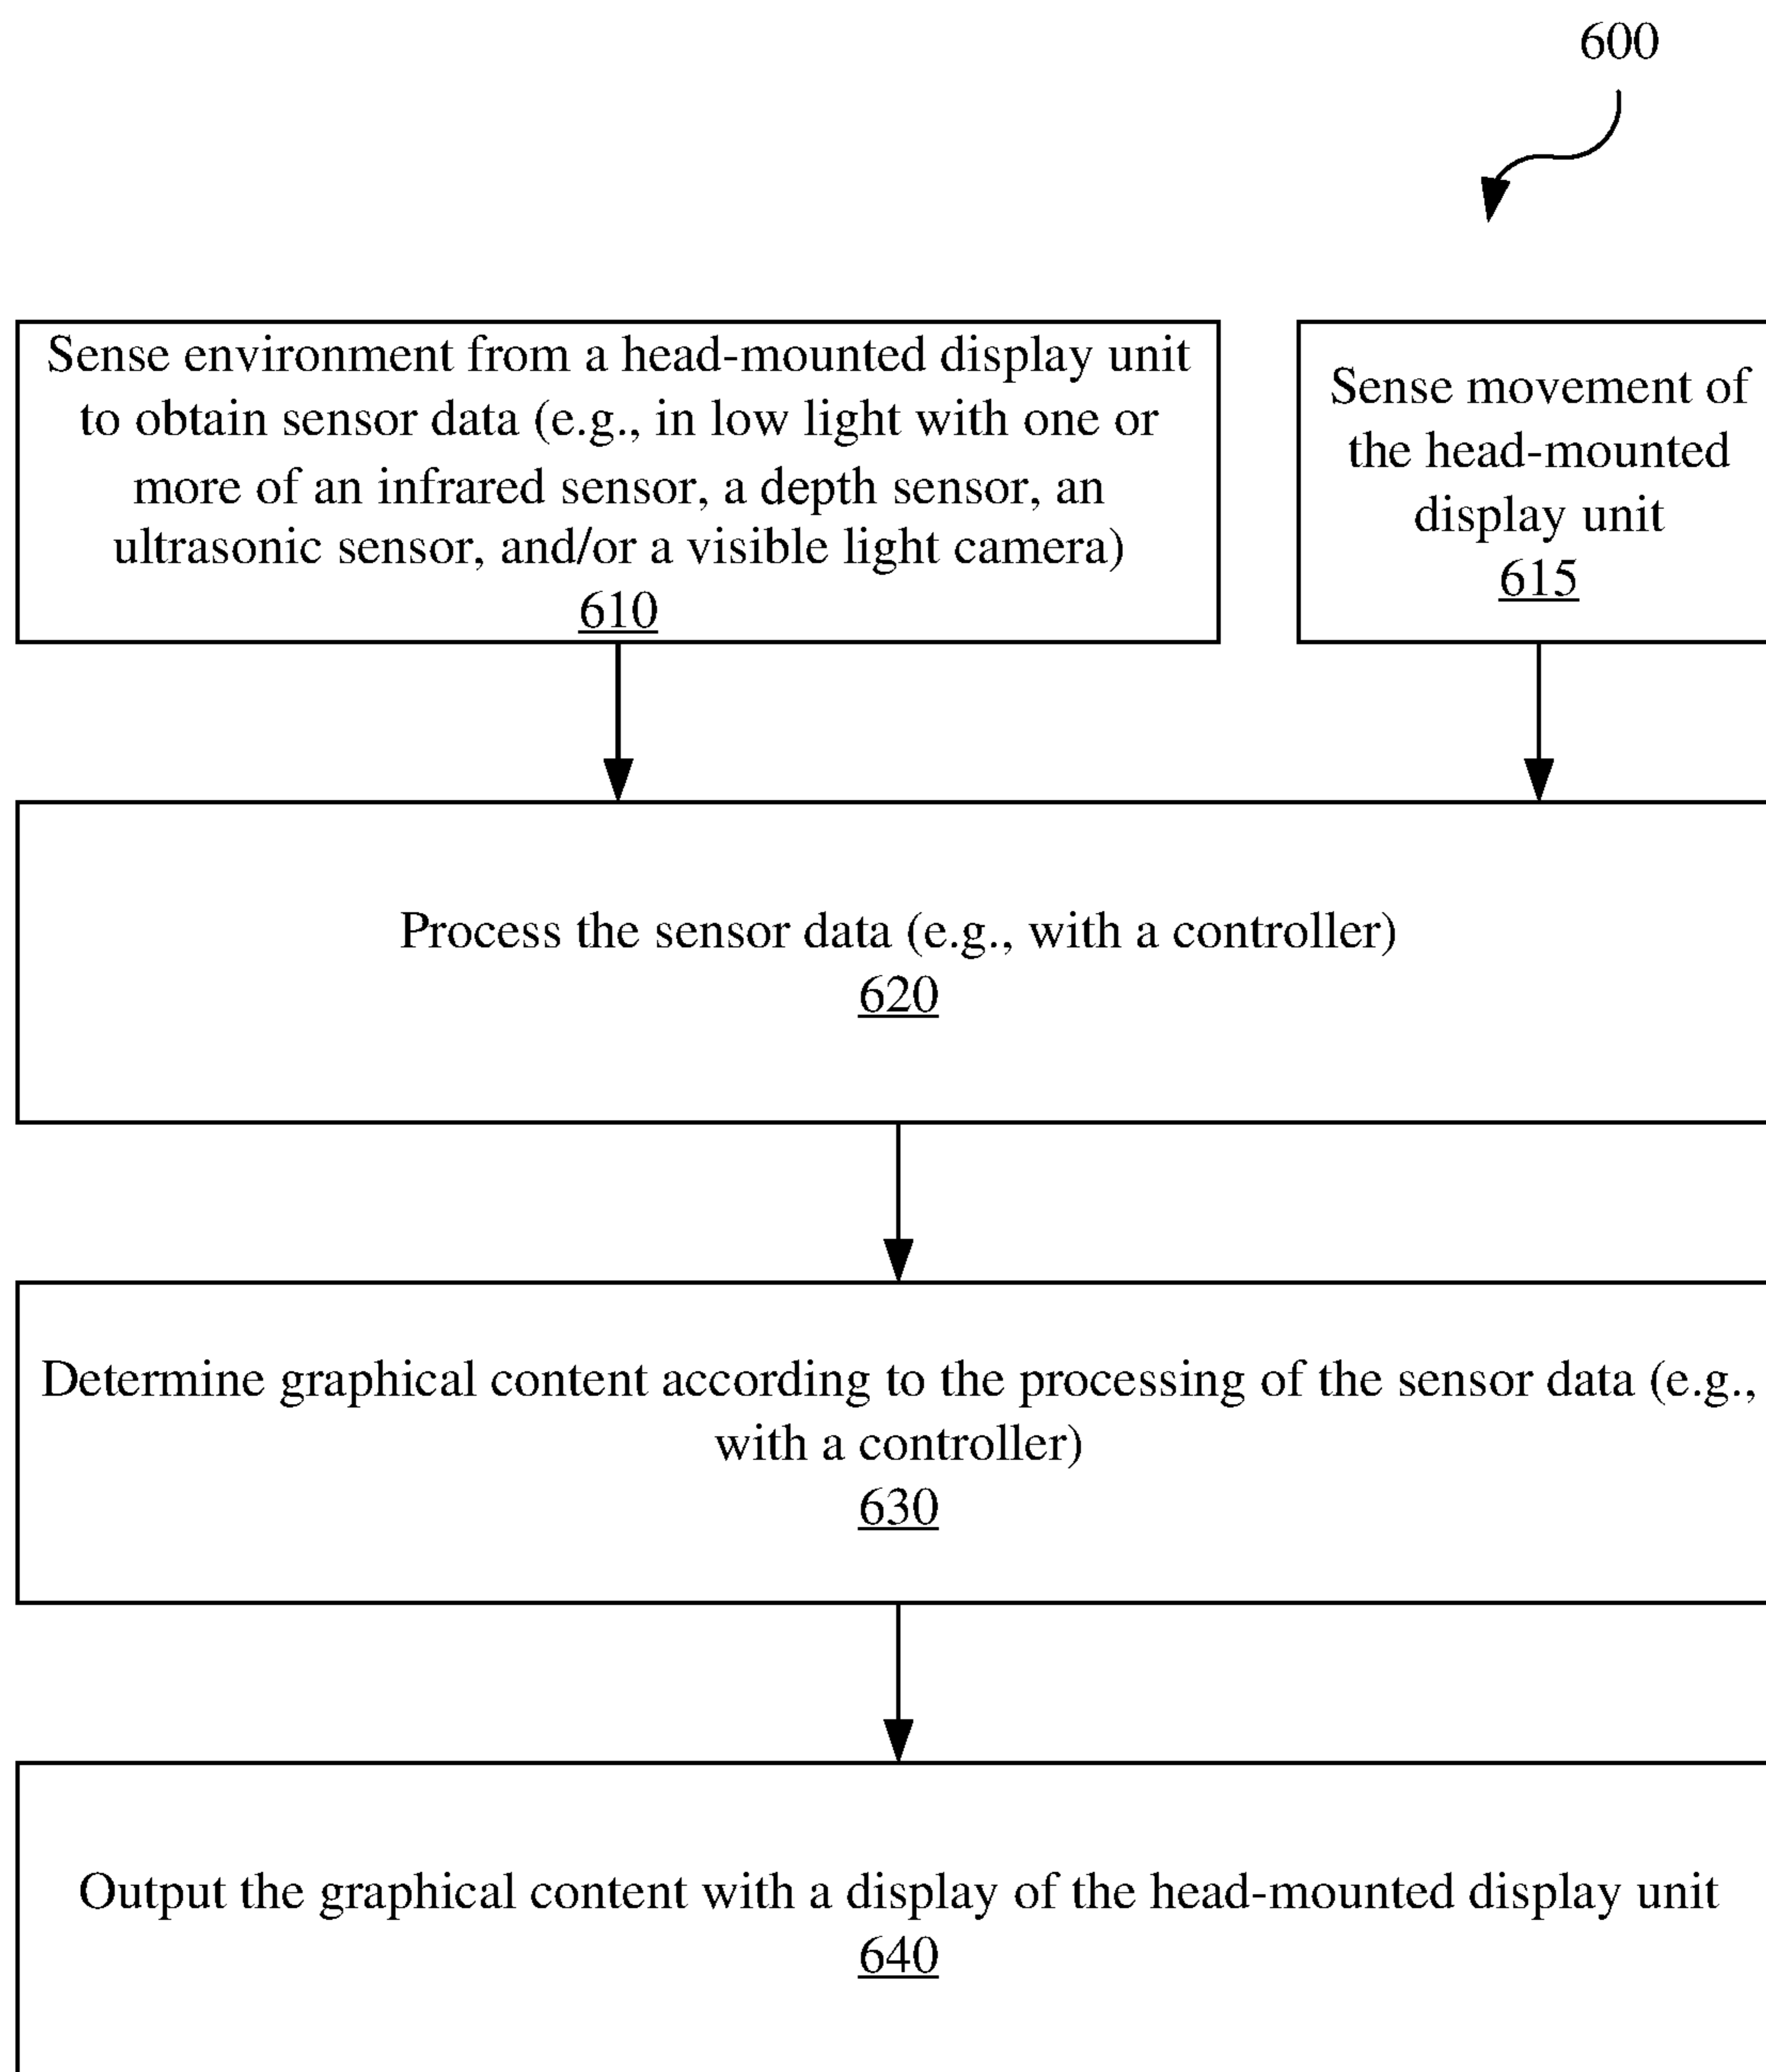 600
Sense environment from a head-mounted display unit
to obtain sensor data (e.g., in low light with one or
more of an infrared sensor, a depth sensor, an
ultrasonic sensor, and/or a visible light camera)
610
Sense movement of
the head-mounted
display unit
615
Process the sensor data (e.g., with a controller)
620
Determine graphical content according to the processing of the sensor data (e.g.,
with a controller)
630
Output the graphical content with a display of the head-mounted display unit
640